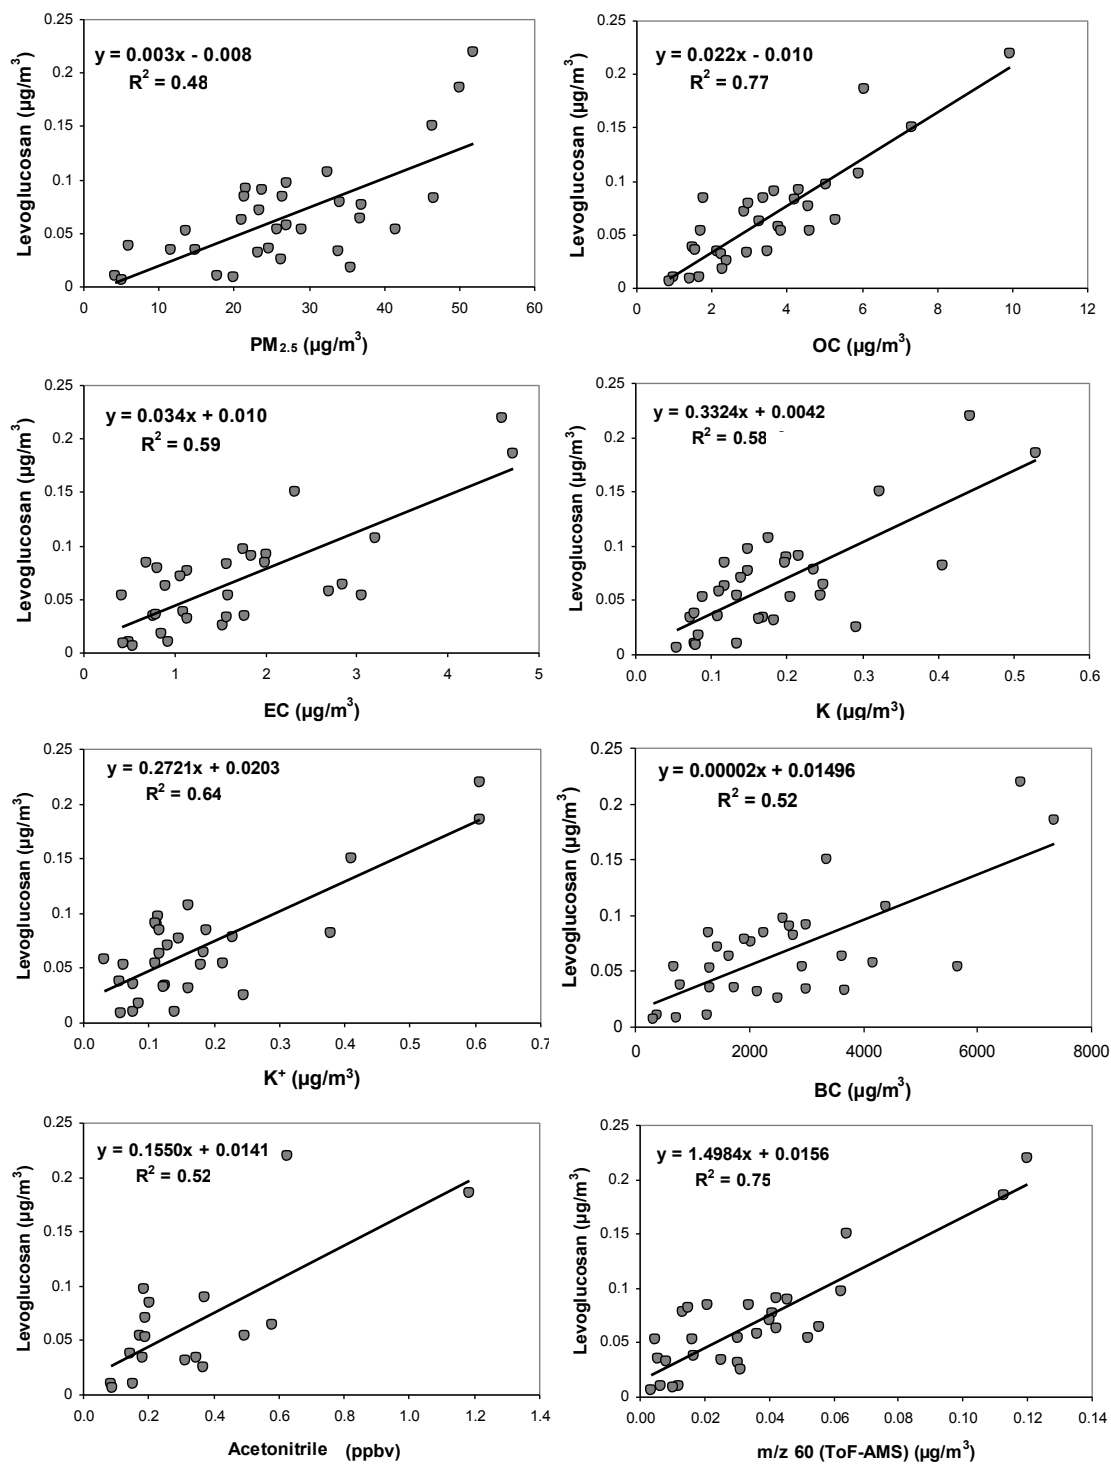 y = 0.003x - 0.008
R² = 0.48
Levoglucosan (µg/m³)
0.25
0.2
0.15
0.1
0.05
0
0 10 20 30 40 50 60
PM₂.₅ (µg/m³)
y = 0.022x - 0.010
R² = 0.77
Levoglucosan (µg/m³)
0.25
0.2
0.15
0.1
0.05
0
0 2 4 6 8 10 12
OC (µg/m³)
y = 0.034x + 0.010
R² = 0.59
Levoglucosan (µg/m³)
0.25
0.2
0.15
0.1
0.05
0
0 1 2 3 4 5
EC (µg/m³)
y = 0.3324x + 0.0042
R² = 0.58
Levoglucosan (µg/m³)
0.25
0.2
0.15
0.1
0.05
0
0.0 0.1 0.2 0.3 0.4 0.5 0.6
K (µg/m³)
y = 0.2721x + 0.0203
R² = 0.64
Levoglucosan (µg/m³)
0.25
0.2
0.15
0.1
0.05
0
0.0 0.1 0.2 0.3 0.4 0.5 0.6 0.7
K⁺ (µg/m³)
y = 0.00002x + 0.01496
R² = 0.52
Levoglucosan (µg/m³)
0.25
0.2
0.15
0.1
0.05
0
0 2000 4000 6000 8000
BC (µg/m³)
y = 0.1550x + 0.0141
R² = 0.52
Levoglucosan (µg/m³)
0.25
0.2
0.15
0.1
0.05
0
0.0 0.2 0.4 0.6 0.8 1.0 1.2 1.4
Acetonitrile (ppbv)
y = 1.4984x + 0.0156
R² = 0.75
Levoglucosan (µg/m³)
0.25
0.2
0.15
0.1
0.05
0
0.00 0.02 0.04 0.06 0.08 0.10 0.12 0.14
m/z 60 (ToF-AMS) (µg/m³)